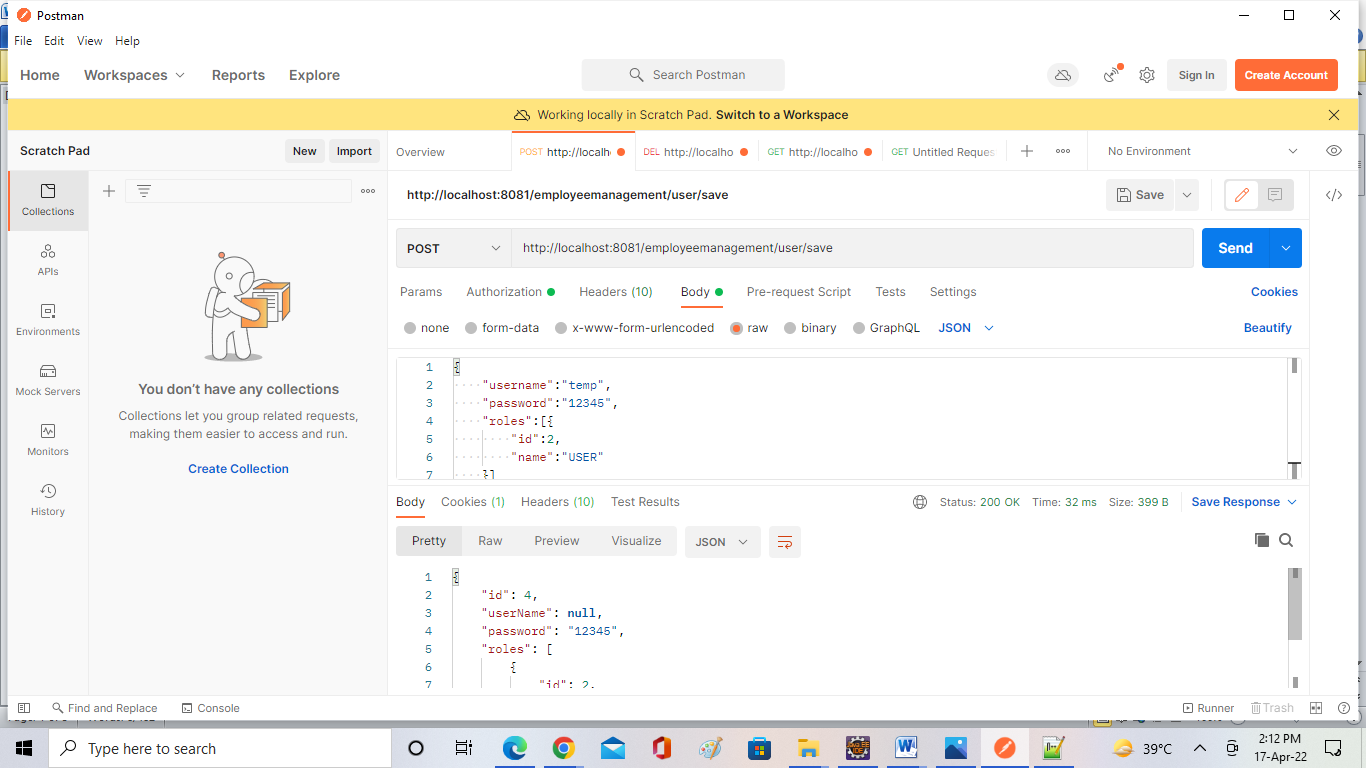 Postman
File Edit View Help
Home Workspaces Reports Explore Search Postman Sign In Create Account
Working locally in Scratch Pad. Switch to a Workspace
Scratch Pad New Import Overview POST http://localh DEL http://localho GET http://localho GET Untitled Reques No Environment
http://localhost:8081/employeemanagement/user/save Save
Collections
POST http://localhost:8081/employeemanagement/user/save Send
APIs
Params Authorization Headers (10) Body Pre-request Script Tests Settings Cookies
Environments
none form-data x-www-form-urlencoded raw binary GraphQL JSON Beautify
Mock Servers
Monitors
History
You don't have any collections
Collections let you group related requests,
making them easier to access and run.
Create Collection
1 {
2 "username":"temp",
3 "password":"12345",
4 "roles":[{
5 "id":2,
6 "name":"USER"
7 }]
Body Cookies (1) Headers (10) Test Results Status: 200 OK Time: 32 ms Size: 399 B Save Response
Pretty Raw Preview Visualize JSON
1 {
2 "id": 4,
3 "userName": null,
4 "password": "12345",
5 "roles": [
6 {
7 "id": 2,
Find and Replace Console Runner Trash
Type here to search 39°C 2:12 PM
17-Apr-22